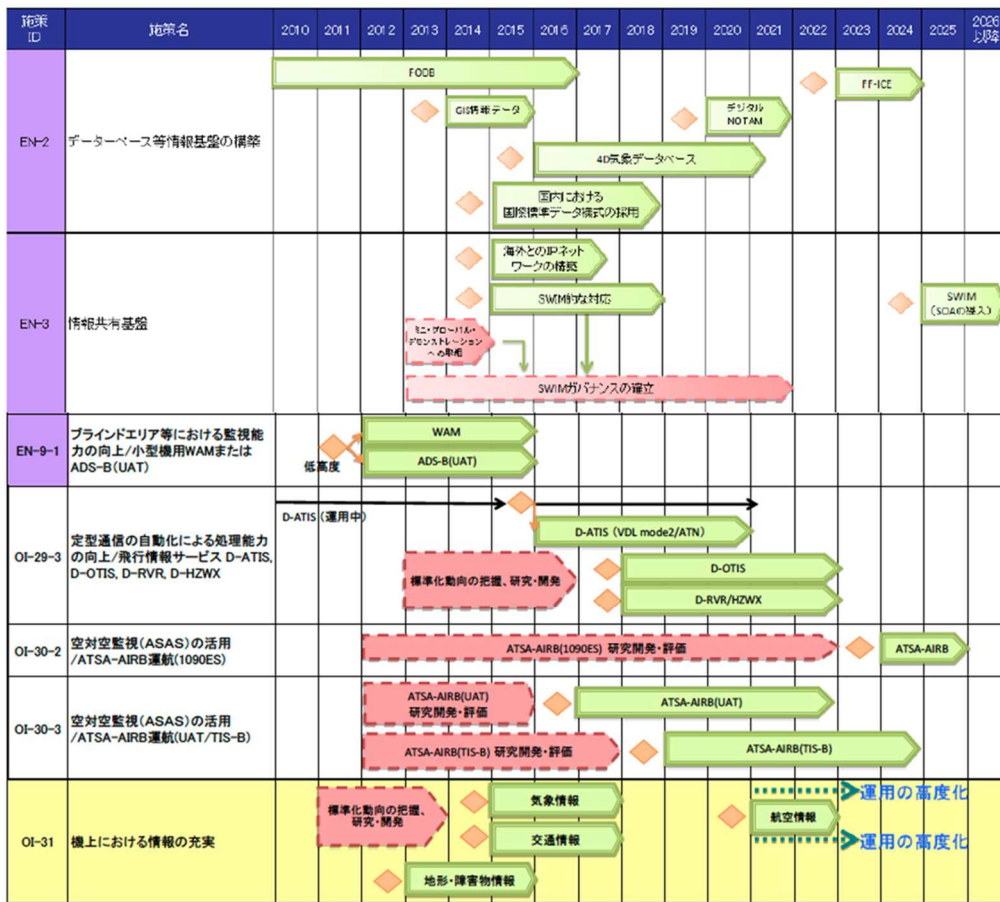 施策
ID
施策名
2010
2011
2012
2013
2014
2015
2016
2017
2018
2019
2020
2021
2022
2023
2024
2025
2026
以降
EN-2
データーベース等情報基盤の構築
FODB
GIS情報データ
デジタル
NOTAM
FF-ICE
4D気象データベース
国内における
国際標準データ様式の採用
EN-3
情報共有基盤
海外とのIPネット
ワークの構築
SWIM的な対応
SWIM
(SOAの導入)
ミニ・グローバル・
デモンストレーション
への取組
SWIMガバナンスの確立
EN-9-1
ブラインドエリア等における監視能
力の向上/小型機用WAMまたは
ADS-B(UAT)
低高度
WAM
ADS-B(UAT)
OI-29-3
定型通信の自動化による処理能力
の向上/飛行情報サービス D-ATIS,
D-OTIS, D-RVR, D-HZWX
D-ATIS (運用中)
D-ATIS (VDL mode2/ATN)
標準化動向の把握、研究・開発
D-OTIS
D-RVR/HZWX
OI-30-2
空対空監視(ASAS)の活用
/ATSA-AIRB運航(1090ES)
ATSA-AIRB(1090ES) 研究開発・評価
ATSA-AIRB
OI-30-3
空対空監視(ASAS)の活用
/ATSA-AIRB運航(UAT/TIS-B)
ATSA-AIRB(UAT)
研究開発・評価
ATSA-AIRB(UAT)
ATSA-AIRB(TIS-B) 研究開発・評価
ATSA-AIRB(TIS-B)
OI-31
機上における情報の充実
標準化動向の把握、
研究・開発
気象情報
交通情報
地形・障害物情報
航空情報
運用の高度化
運用の高度化